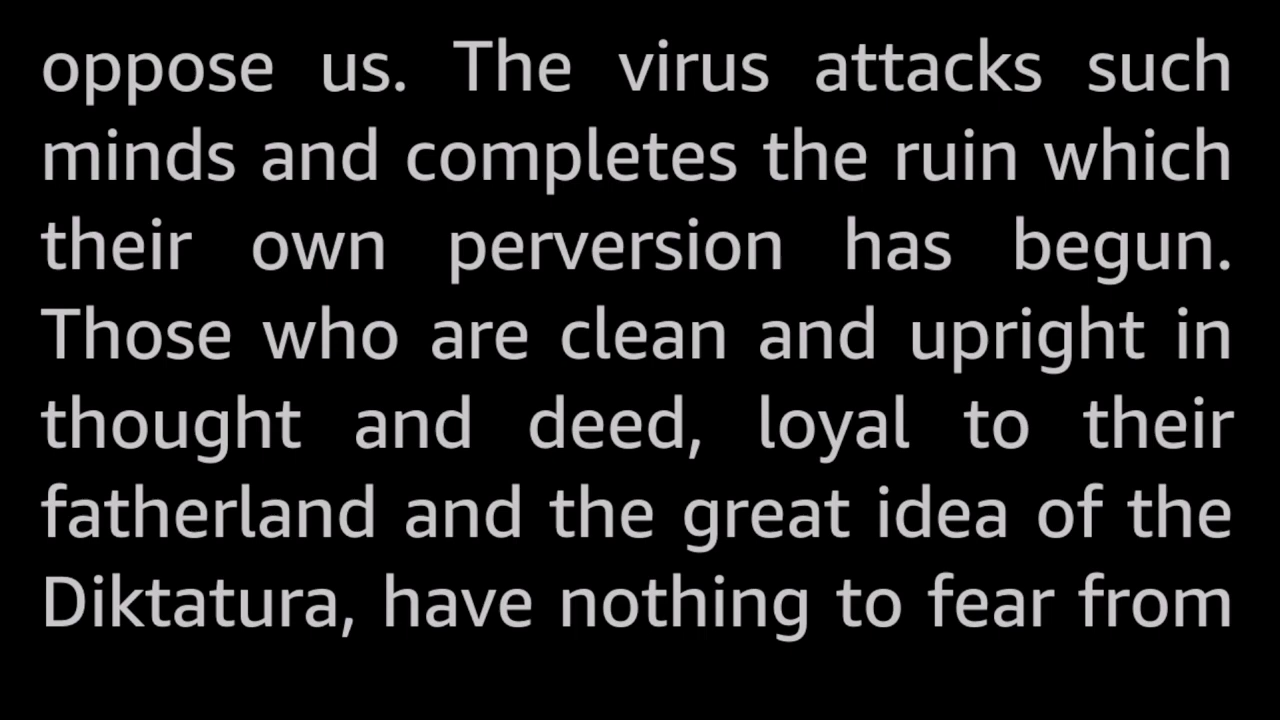 oppose us. The virus attacks such
minds and completes the ruin which
their own perversion has begun.
Those who are clean and upright in
thought and deed, loyal to their
fatherland and the great idea of the
Diktatura, have nothing to fear from